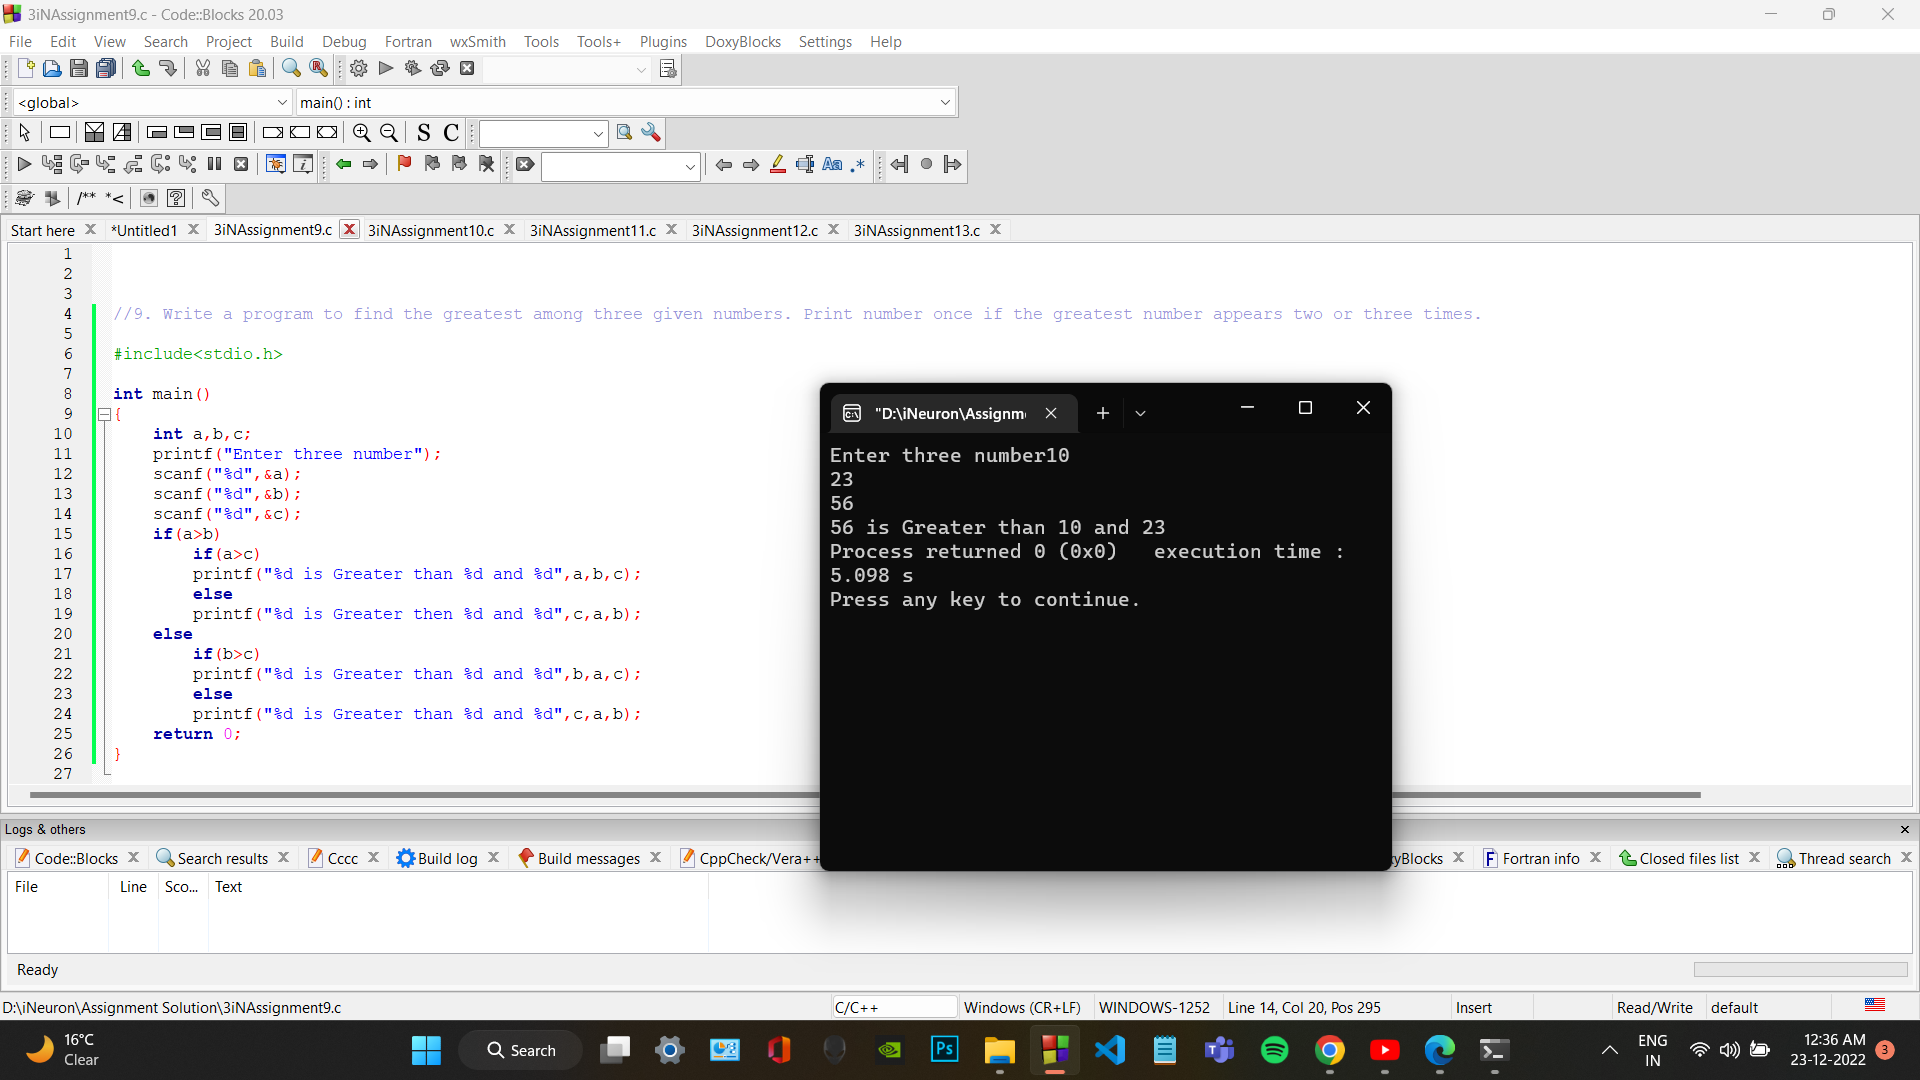 3iNAssignment9.c - Code::Blocks 20.03
File Edit View Search Project Build Debug Fortran wxSmith Tools Tools+ Plugins DoxyBlocks Settings Help
<global> main() : int
S C
Aa .*
/** *<
Start here *Untitled1 3iNAssignment9.c 3iNAssignment10.c 3iNAssignment11.c 3iNAssignment12.c 3iNAssignment13.c
1
2
3
4 //9. Write a program to find the greatest among three given numbers. Print number once if the greatest number appears two or three times.
5
6 #include<stdio.h>
7
8 int main()
9 {
10 int a,b,c;
11 printf("Enter three number");
12 scanf("%d",&a);
13 scanf("%d",&b);
14 scanf("%d",&c);
15 if(a>b)
16 if(a>c)
17 printf("%d is Greater than %d and %d",a,b,c);
18 else
19 printf("%d is Greater then %d and %d",c,a,b);
20 else
21 if(b>c)
22 printf("%d is Greater than %d and %d",b,a,c);
23 else
24 printf("%d is Greater than %d and %d",c,a,b);
25 return 0;
26 }
27
"D:\iNeuron\Assignm
Enter three number10
23
56
56 is Greater than 10 and 23
Process returned 0 (0x0)   execution time :
5.098 s
Press any key to continue.
Logs & others
Code::Blocks Search results Cccc Build log Build messages CppCheck/Vera++ yBlocks Fortran info Closed files list Thread search
File Line Sco... Text
Ready
D:\iNeuron\Assignment Solution\3iNAssignment9.c C/C++ Windows (CR+LF) WINDOWS-1252 Line 14, Col 20, Pos 295 Insert Read/Write default
16°C
Clear
Search
Ps
ENG
IN
12:36 AM
23-12-2022
3